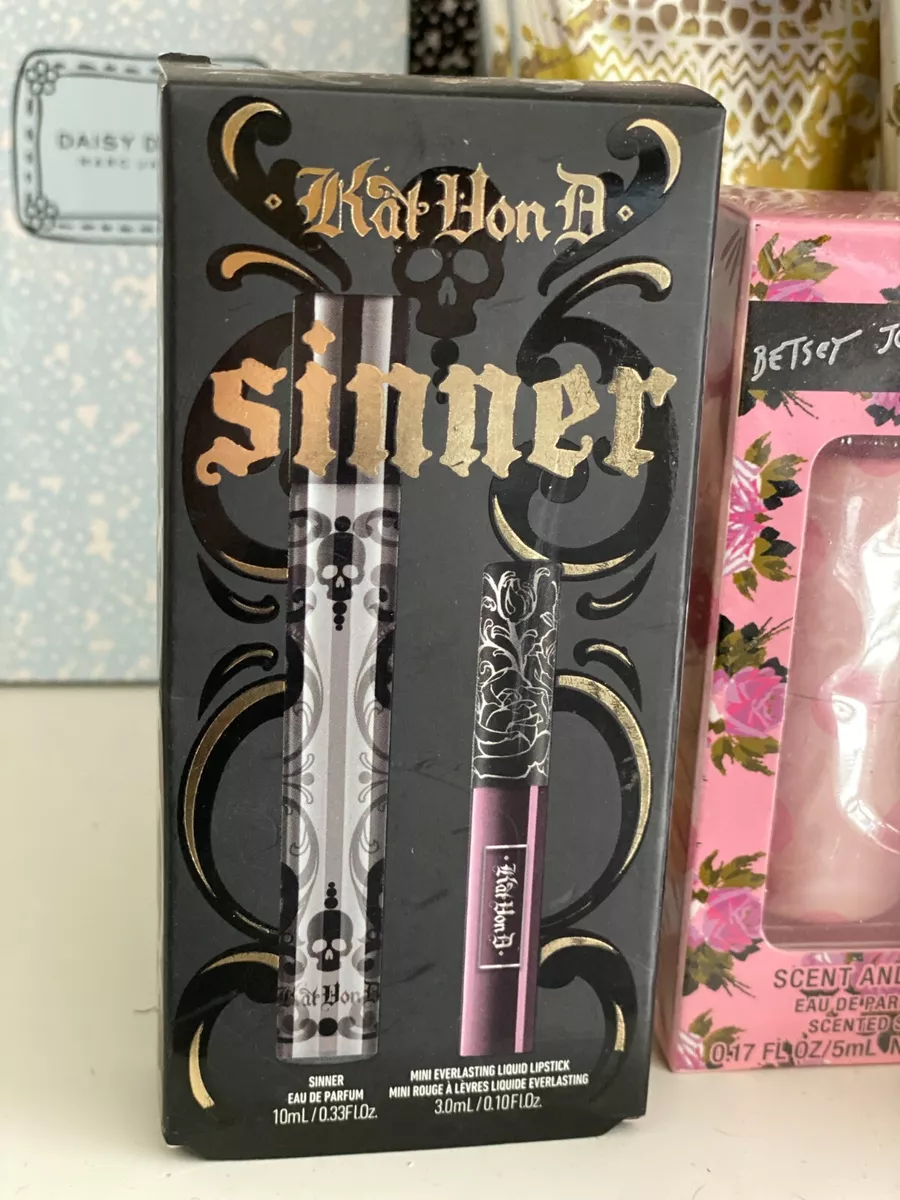 DAISY
MARC
Kat Von D
sinner
BETSEY
Kat Von D
Kat Von D
SINNER
EAU DE PARFUM
10mL / 0.33Fl.Oz.
MINI EVERLASTING LIQUID LIPSTICK
MINI ROUGE À LÈVRES LIQUIDE EVERLASTING
3.0mL / 0.10Fl.Oz.
SCENT AND
EAU DE PAR
SCENTED S
0.17 FL OZ/5mL N